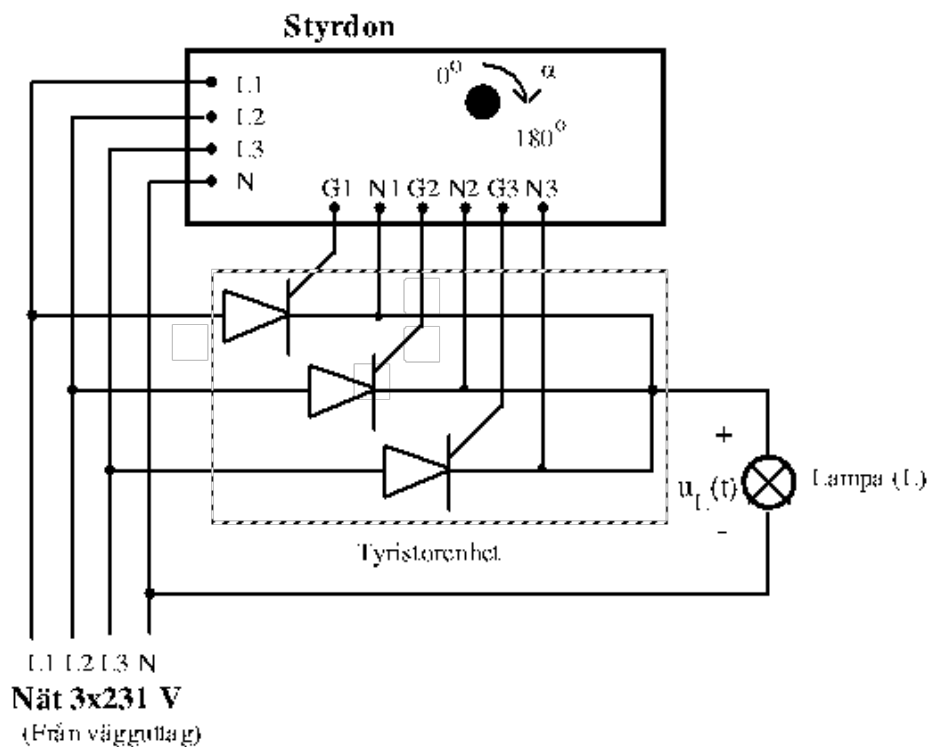 Styrdon
L1
0° α
L2
180°
L3
N
G1 N1 G2 N2 G3 N3
+
u_L(t)
Lampa (L)
-
Tyristorenhet
L1 L2 L3 N
Nät 3x231 V
(Från vägguttag)